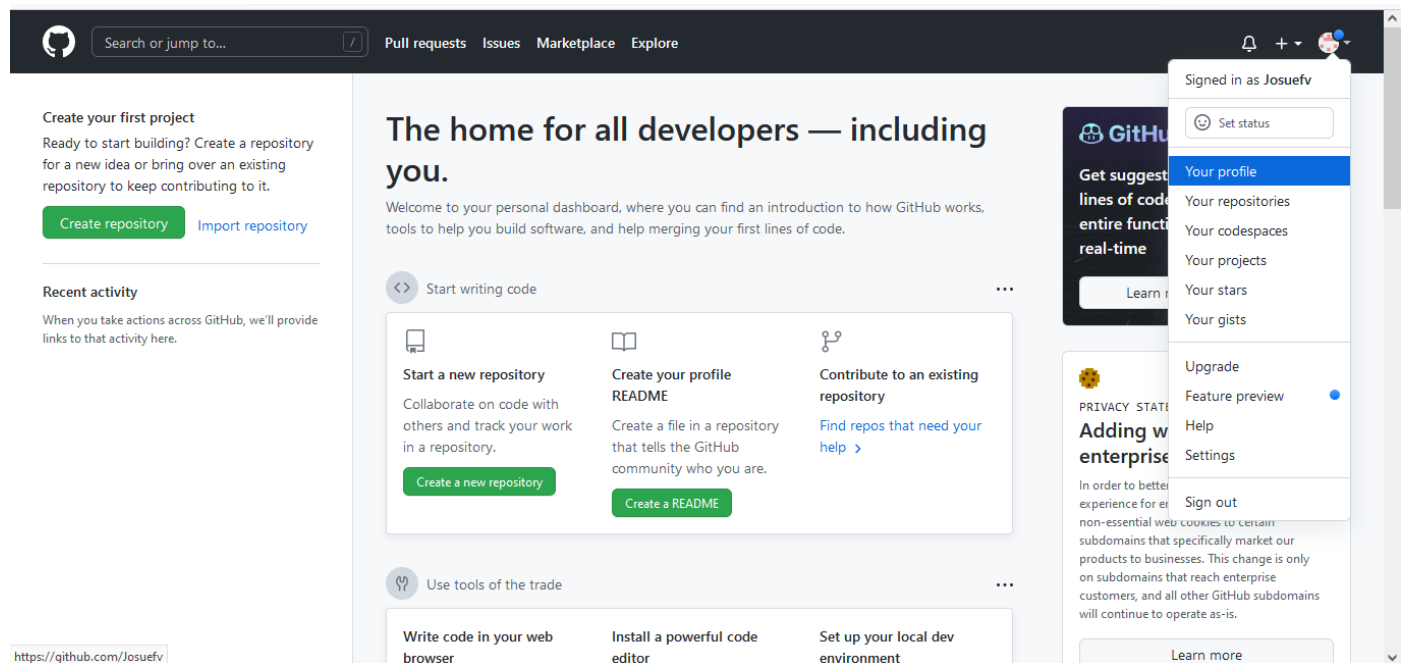 Search or jump to...
/
Pull requests
Issues
Marketplace
Explore
Create your first project
Ready to start building? Create a repository
for a new idea or bring over an existing
repository to keep contributing to it.
Create repository
Import repository
Recent activity
When you take actions across GitHub, we'll provide
links to that activity here.
The home for all developers — including
you.
Welcome to your personal dashboard, where you can find an introduction to how GitHub works,
tools to help you build software, and help merging your first lines of code.
Start writing code
Start a new repository
Collaborate on code with
others and track your work
in a repository.
Create a new repository
Create your profile
README
Create a file in a repository
that tells the GitHub
community who you are.
Create a README
Contribute to an existing
repository
Find repos that need your
help >
Use tools of the trade
Write code in your web
browser
Install a powerful code
editor
Set up your local dev
environment
GitHu
Get suggest
lines of code
entire functi
real-time
Learn
PRIVACY STATE
Adding w
enterprise
In order to better
experience for en
non-essential web cookies to certain
subdomains that specifically market our
products to businesses. This change is only
on subdomains that reach enterprise
customers, and all other GitHub subdomains
will continue to operate as-is.
Learn more
Signed in as Josuefv
Set status
Your profile
Your repositories
Your codespaces
Your projects
Your stars
Your gists
Upgrade
Feature preview
Help
Settings
Sign out
https://github.com/Josuefv